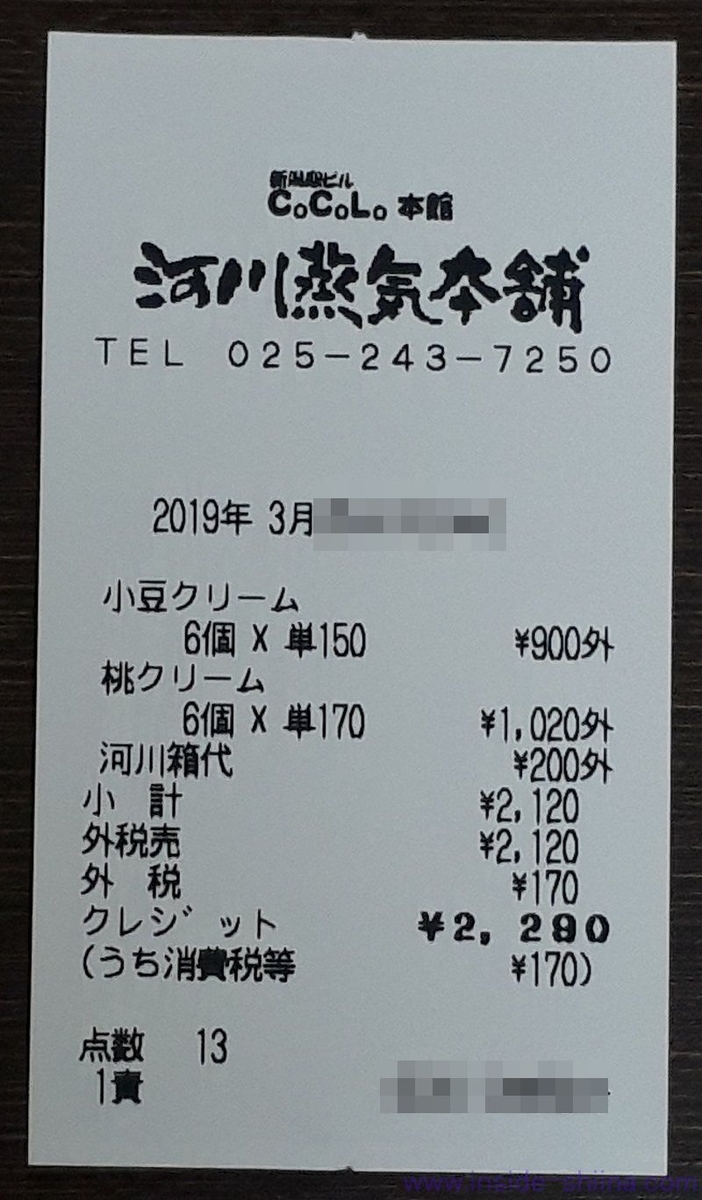 新潟駅ビル
CoCoLo 本館
河川蒸気本舗
TEL 025-243-7250
2019年 3月
小豆クリーム
6個 X 単150 ¥900外
桃クリーム
6個 X 単170 ¥1,020外
河川箱代 ¥200外
小 計 ¥2,120
外税売 ¥2,120
外 税 ¥170
クレジット ¥2,290
(うち消費税等 ¥170)
点数 13
1責